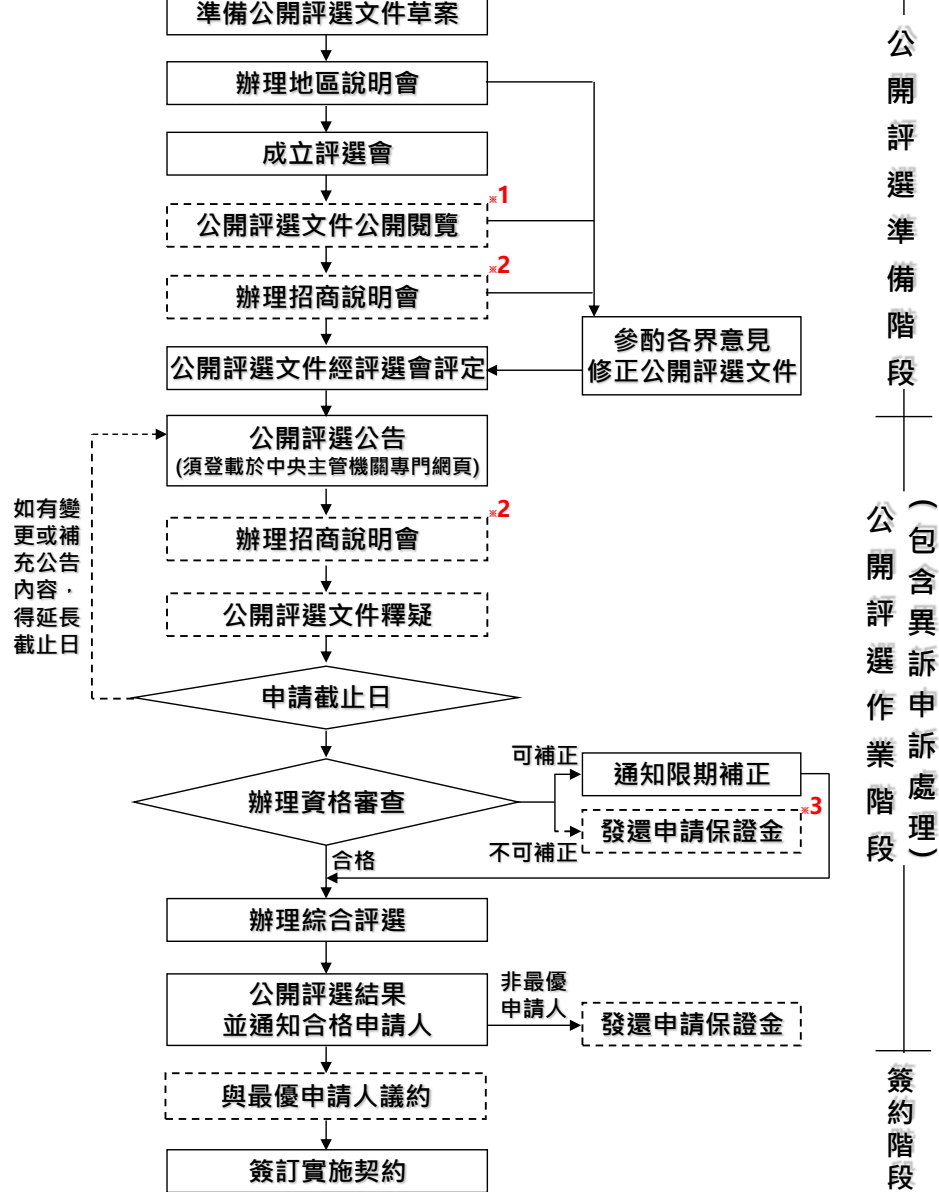 準備公開評選文件草案
辦理地區說明會
成立評選會
※1
公開評選文件公開閱覽
※2
辦理招商說明會
參酌各界意見
修正公開評選文件
公開評選文件經評選會評定
公開評選公告
(須登載於中央主管機關專門網頁)
如有變
更或補
充公告
內容，
得延長
截止日
※2
辦理招商說明會
公開評選文件釋疑
申請截止日
辦理資格審查
可補正
通知限期補正
※3
不可補正
發還申請保證金
合格
辦理綜合評選
公開評選結果
並通知合格申請人
非最優
申請人
發還申請保證金
與最優申請人議約
簽訂實施契約
公開評選準備階段
公開評選作業階段
(包含異訴申訴處理)
簽約階段